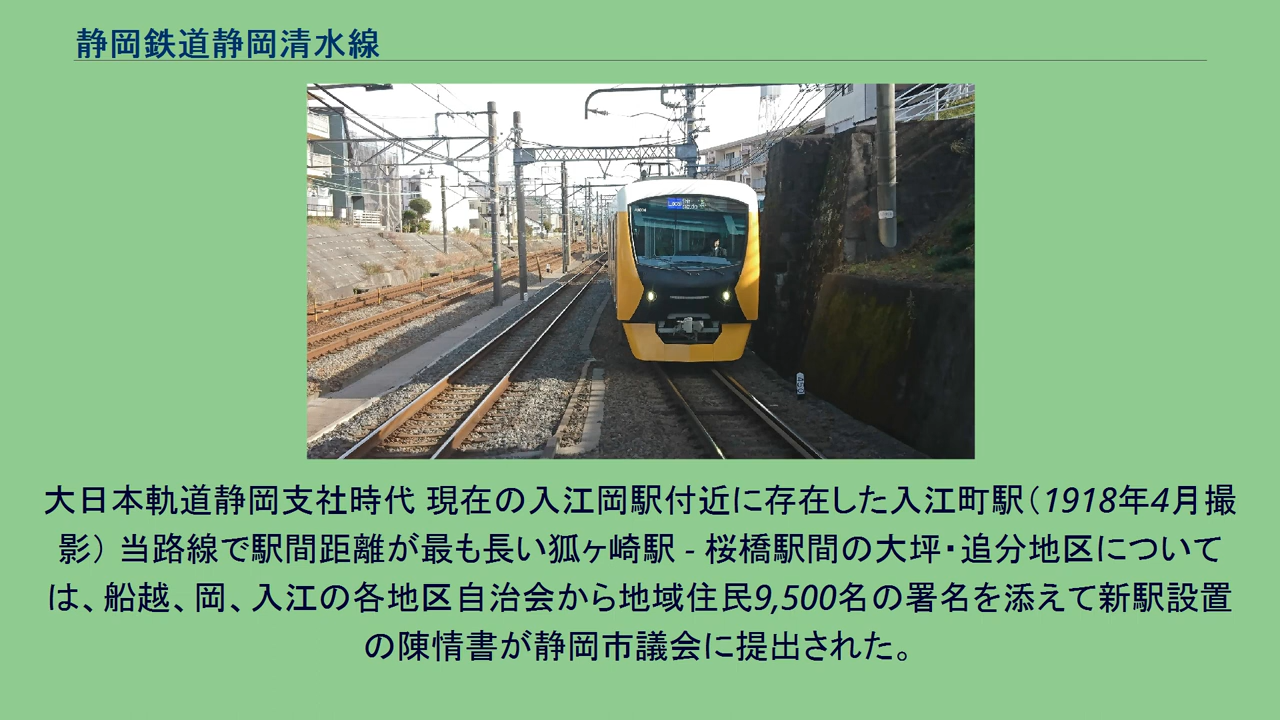 静岡鉄道静岡清水線
Local
大日本軌道静岡支社時代 現在の入江岡駅付近に存在した入江町駅（1918年4月撮
影） 当路線で駅間距離が最も長い狐ヶ崎駅 - 桜橋駅間の大坪・追分地区について
は、船越、岡、入江の各地区自治会から地域住民9,500名の署名を添えて新駅設置
の陳情書が静岡市議会に提出された。